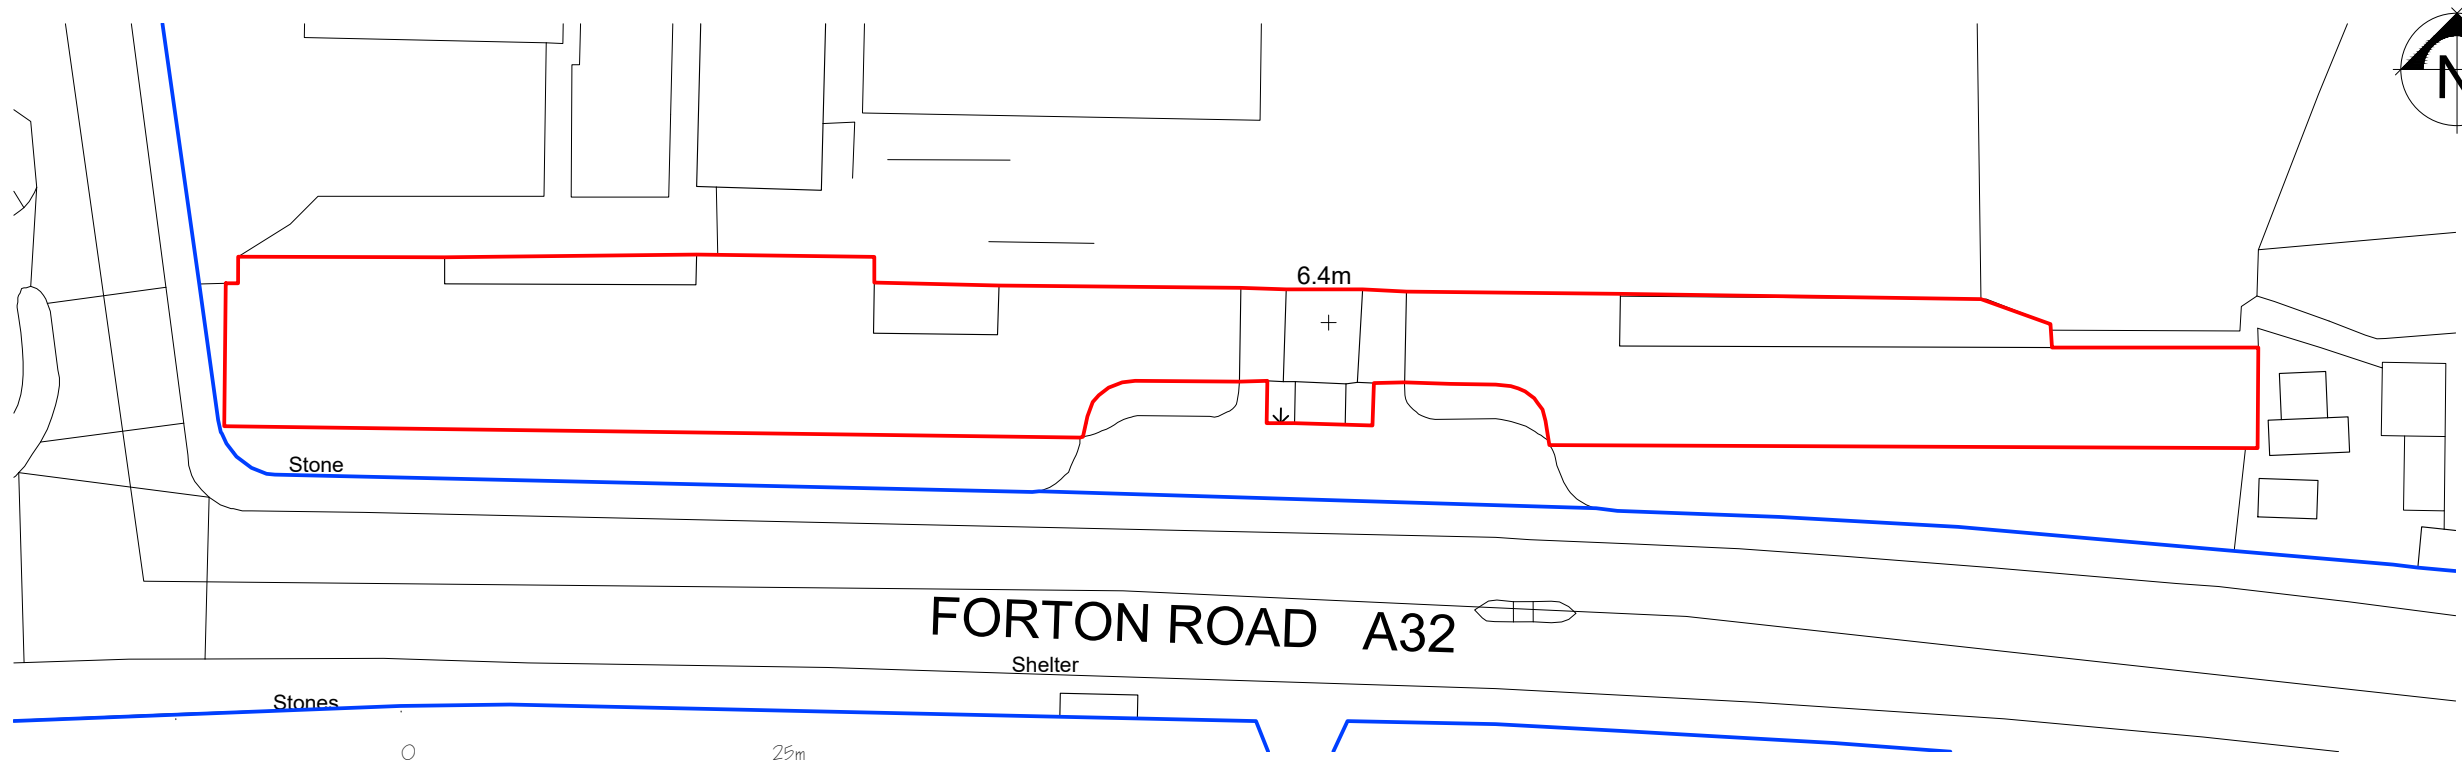 N
6.4m
Stone
FORTON ROAD A32
Shelter
Stones
0 25m